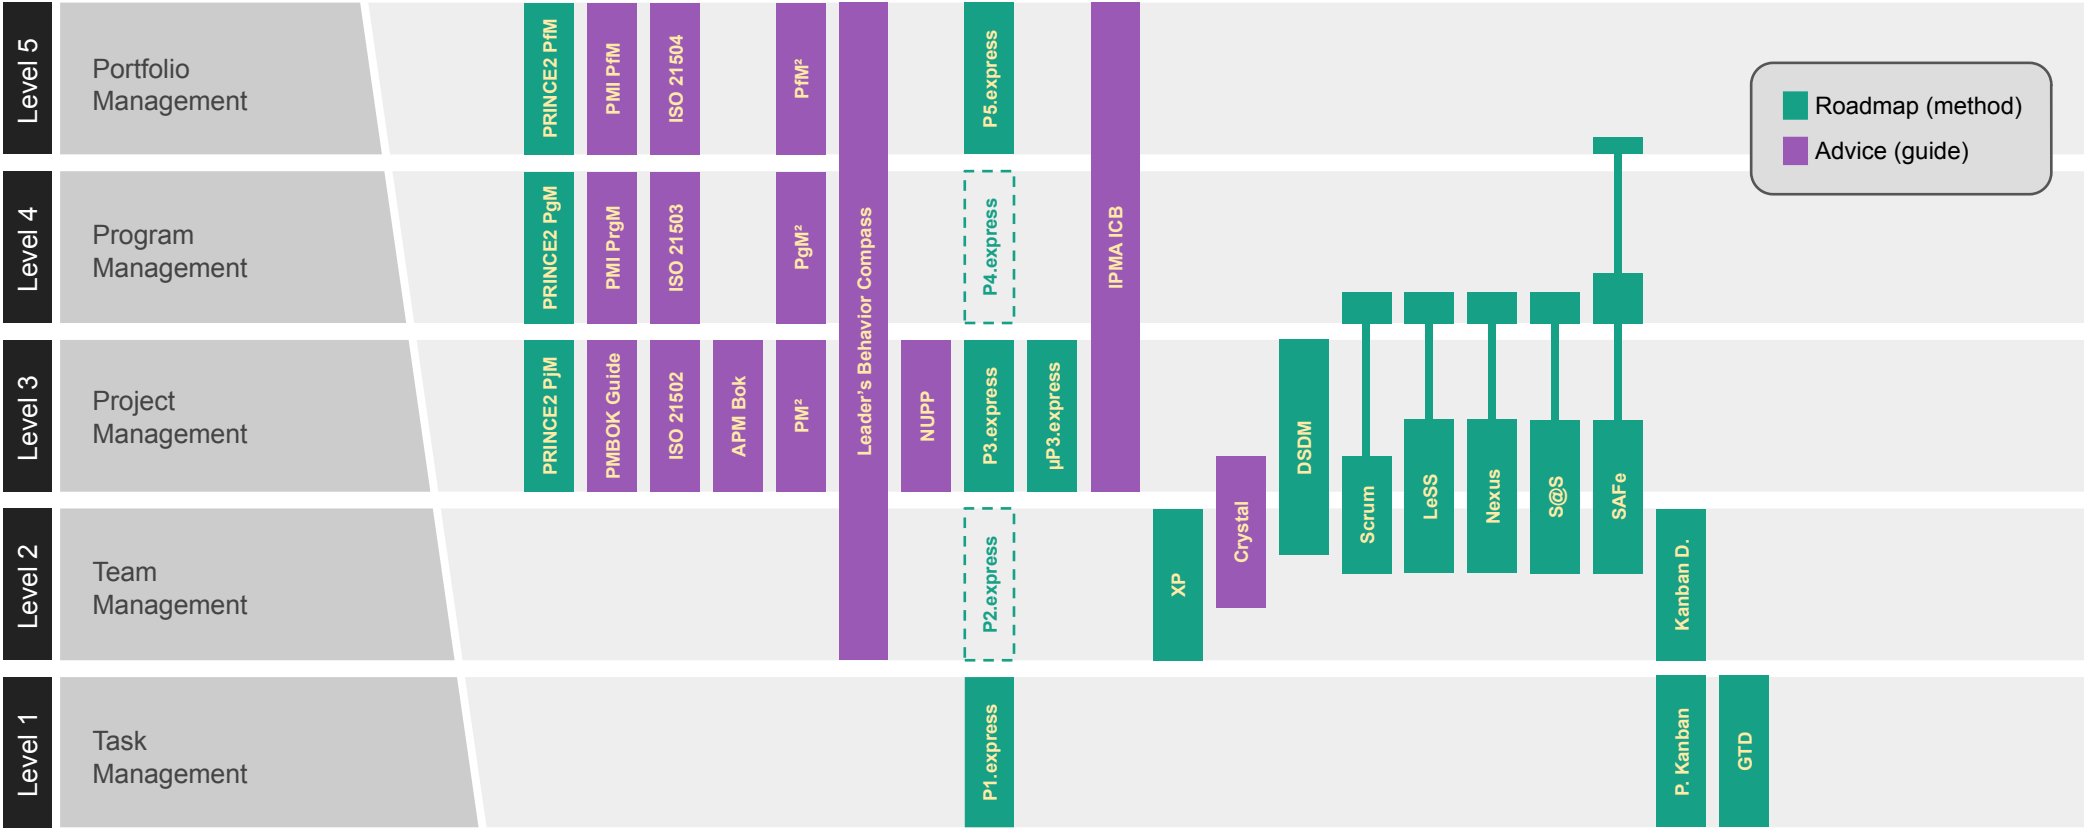 Level 5
Portfolio
Management
PRINCE2 PfM
PMI PfM
ISO 21504
PfM²
P5.express
Roadmap (method)
Advice (guide)
Level 4
Program
Management
PRINCE2 PgM
PMI PrgM
ISO 21503
PgM²
Leader's Behavior Compass
P4.express
IPMA ICB
Level 3
Project
Management
PRINCE2 PjM
PMBOK Guide
ISO 21502
APM Bok
PM²
NUPP
P3.express
µP3.express
DSDM
Scrum
LeSS
Nexus
S@S
SAFe
Level 2
Team
Management
P2.express
XP
Crystal
Kanban D.
Level 1
Task
Management
P1.express
P. Kanban
GTD